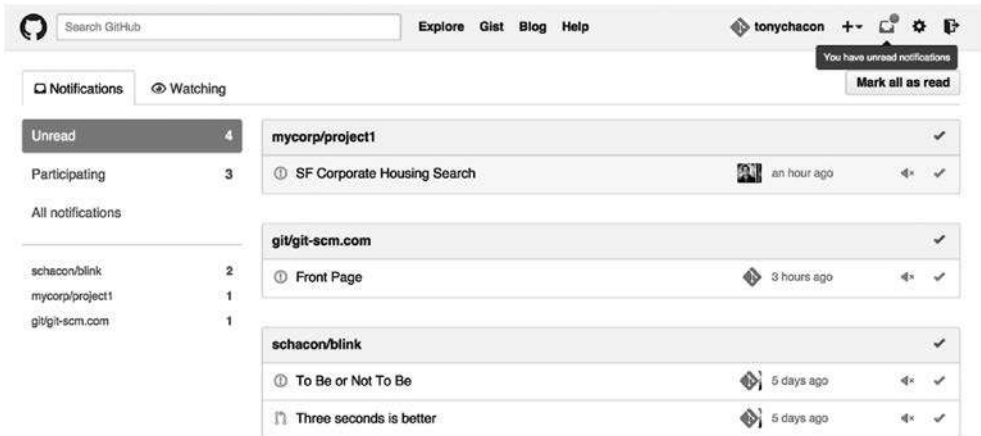 Search GitHub Explore Gist Blog Help tonychacon
You have unread notifications
Notifications Watching Mark all as read
Unread 4
Participating 3
All notifications
schacon/blink 2
mycorp/project1 1
git/git-scm.com 1
mycorp/project1
SF Corporate Housing Search an hour ago
git/git-scm.com
Front Page 3 hours ago
schacon/blink
To Be or Not To Be 5 days ago
Three seconds is better 5 days ago